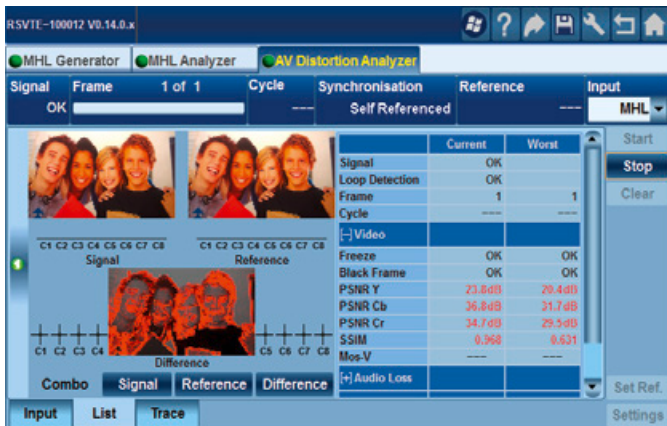 RSVTE-100012 V0.14.0.x
MHL Generator MHL Analyzer AV Distortion Analyzer
Signal Frame 1 of 1 Cycle Synchronisation Reference Input
OK --- Self Referenced --- MHL
Start
Stop
Clear
C1 C2 C3 C4 C5 C6 C7 C8
Signal
C1 C2 C3 C4 C5 C6 C7 C8
Reference
C1 C2 C3 C4
C5 C6 C7 C8
Difference
Combo Signal Reference Difference
Current Worst
Signal OK
Loop Detection OK
Frame 1 1
Cycle --- ---
[-] Video
Freeze OK OK
Black Frame OK OK
PSNR Y 23.8dB 20.4dB
PSNR Cb 36.8dB 31.7dB
PSNR Cr 34.7dB 29.5dB
SSIM 0.968 0.631
Mos-V --- ---
[+] Audio Loss
Set Ref.
Settings
Input List Trace